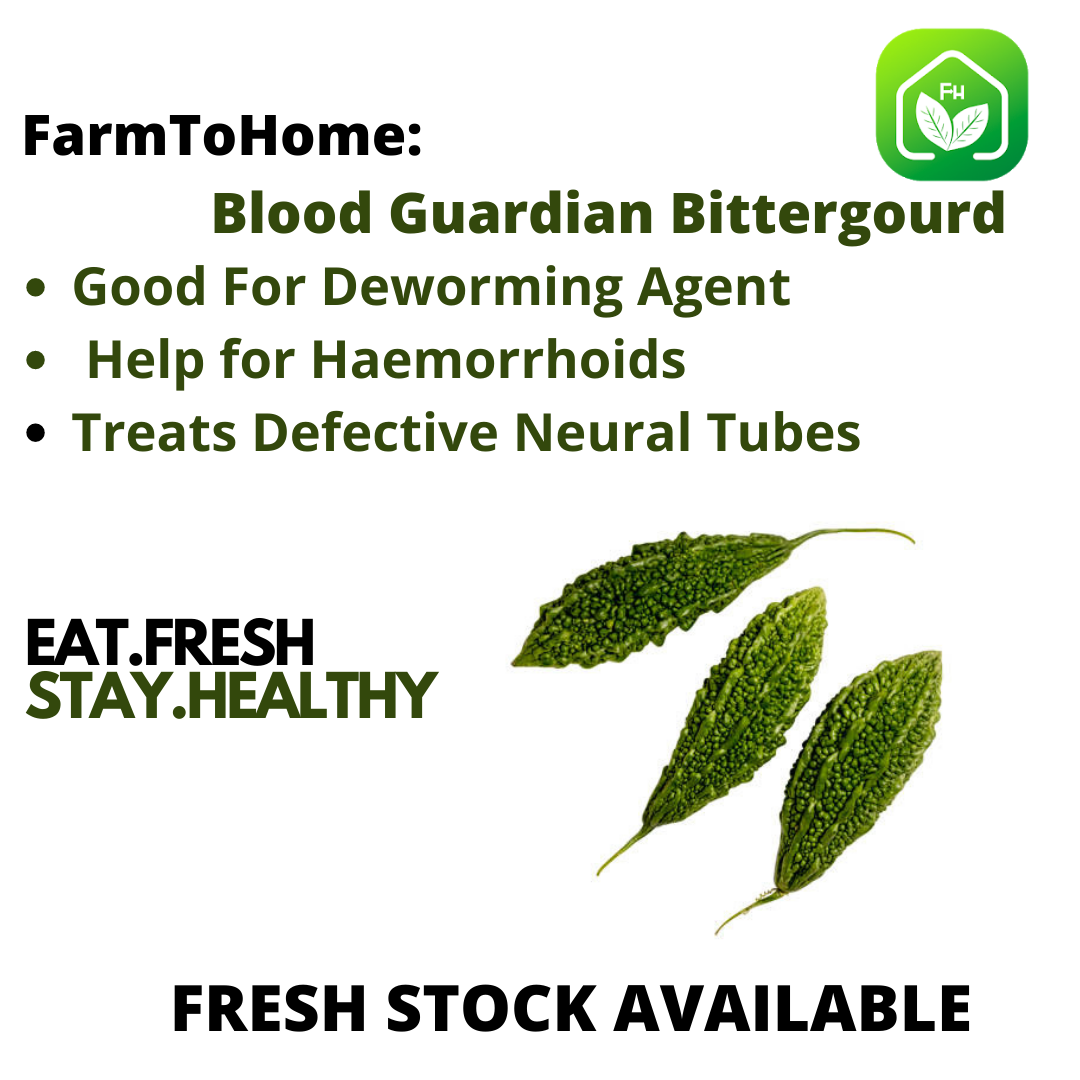 FH
FarmToHome:
Blood Guardian Bittergourd
• Good For Deworming Agent
• Help for Haemorrhoids
• Treats Defective Neural Tubes
EAT.FRESH
STAY.HEALTHY
FRESH STOCK AVAILABLE